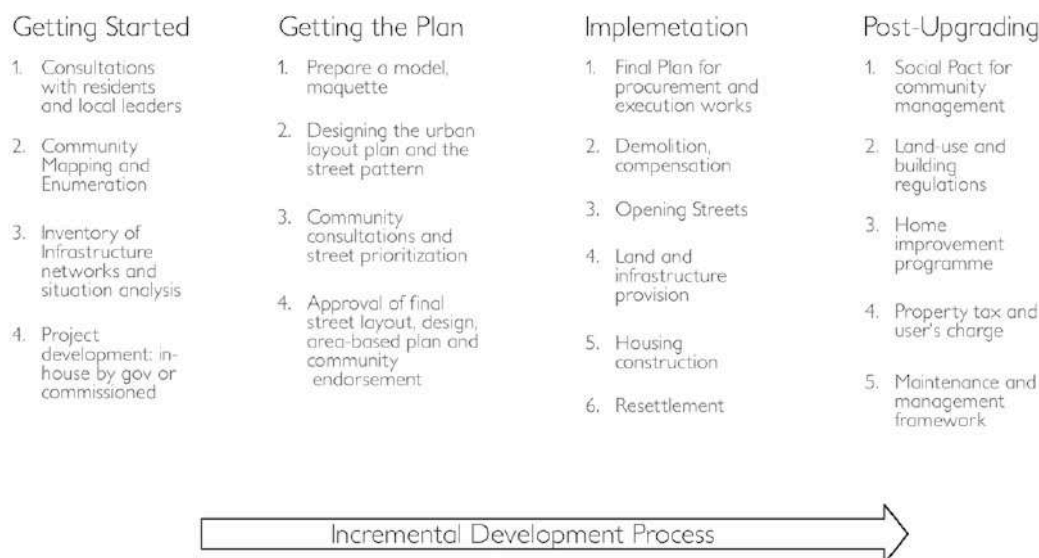 Getting Started
1. Consultations
with residents
and local leaders
2. Community
Mapping and
Enumeration
3. Inventory of
Infrastructure
networks and
situation analysis
4. Project
development: in-
house by gov or
commissioned
Getting the Plan
1. Prepare a model,
maquette
2. Designing the urban
layout plan and the
street pattern
3. Community
consultations and
street prioritization
4. Approval of final
street layout, design,
area-based plan and
community
endorsement
Implemetation
1. Final Plan for
procurement and
execution works
2. Demolition,
compensation
3. Opening Streets
4. Land and
infrastructure
provision
5. Housing
construction
6. Resettlement
Post-Upgrading
1. Social Pact for
community
management
2. Land-use and
building
regulations
3. Home
improvement
programme
4. Property tax and
user's charge
5. Maintenance and
management
framework
Incremental Development Process